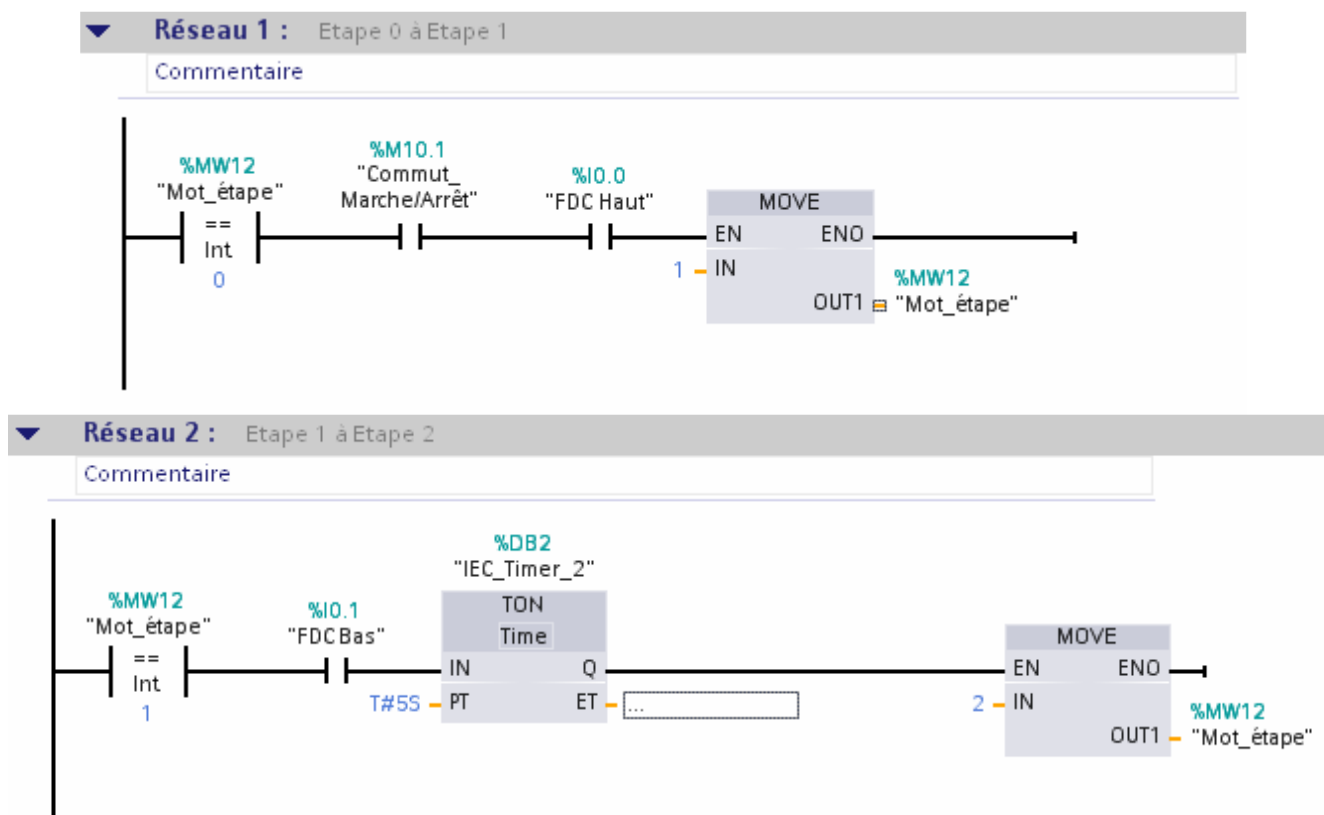 Réseau 1 : Etape 0 à Etape 1
Commentaire
%MW12
"Mot_étape"
==
Int
0
%M10.1
"Commut_
Marche/Arrêt"
%I0.0
"FDC Haut"
MOVE
EN ENO
1 IN
OUT1
%MW12
"Mot_étape"
Réseau 2 : Etape 1 à Etape 2
Commentaire
%MW12
"Mot_étape"
==
Int
1
%I0.1
"FDC Bas"
%DB2
"IEC_Timer_2"
TON
Time
IN Q
T#5S PT ET ...
MOVE
EN ENO
2 IN
OUT1
%MW12
"Mot_étape"